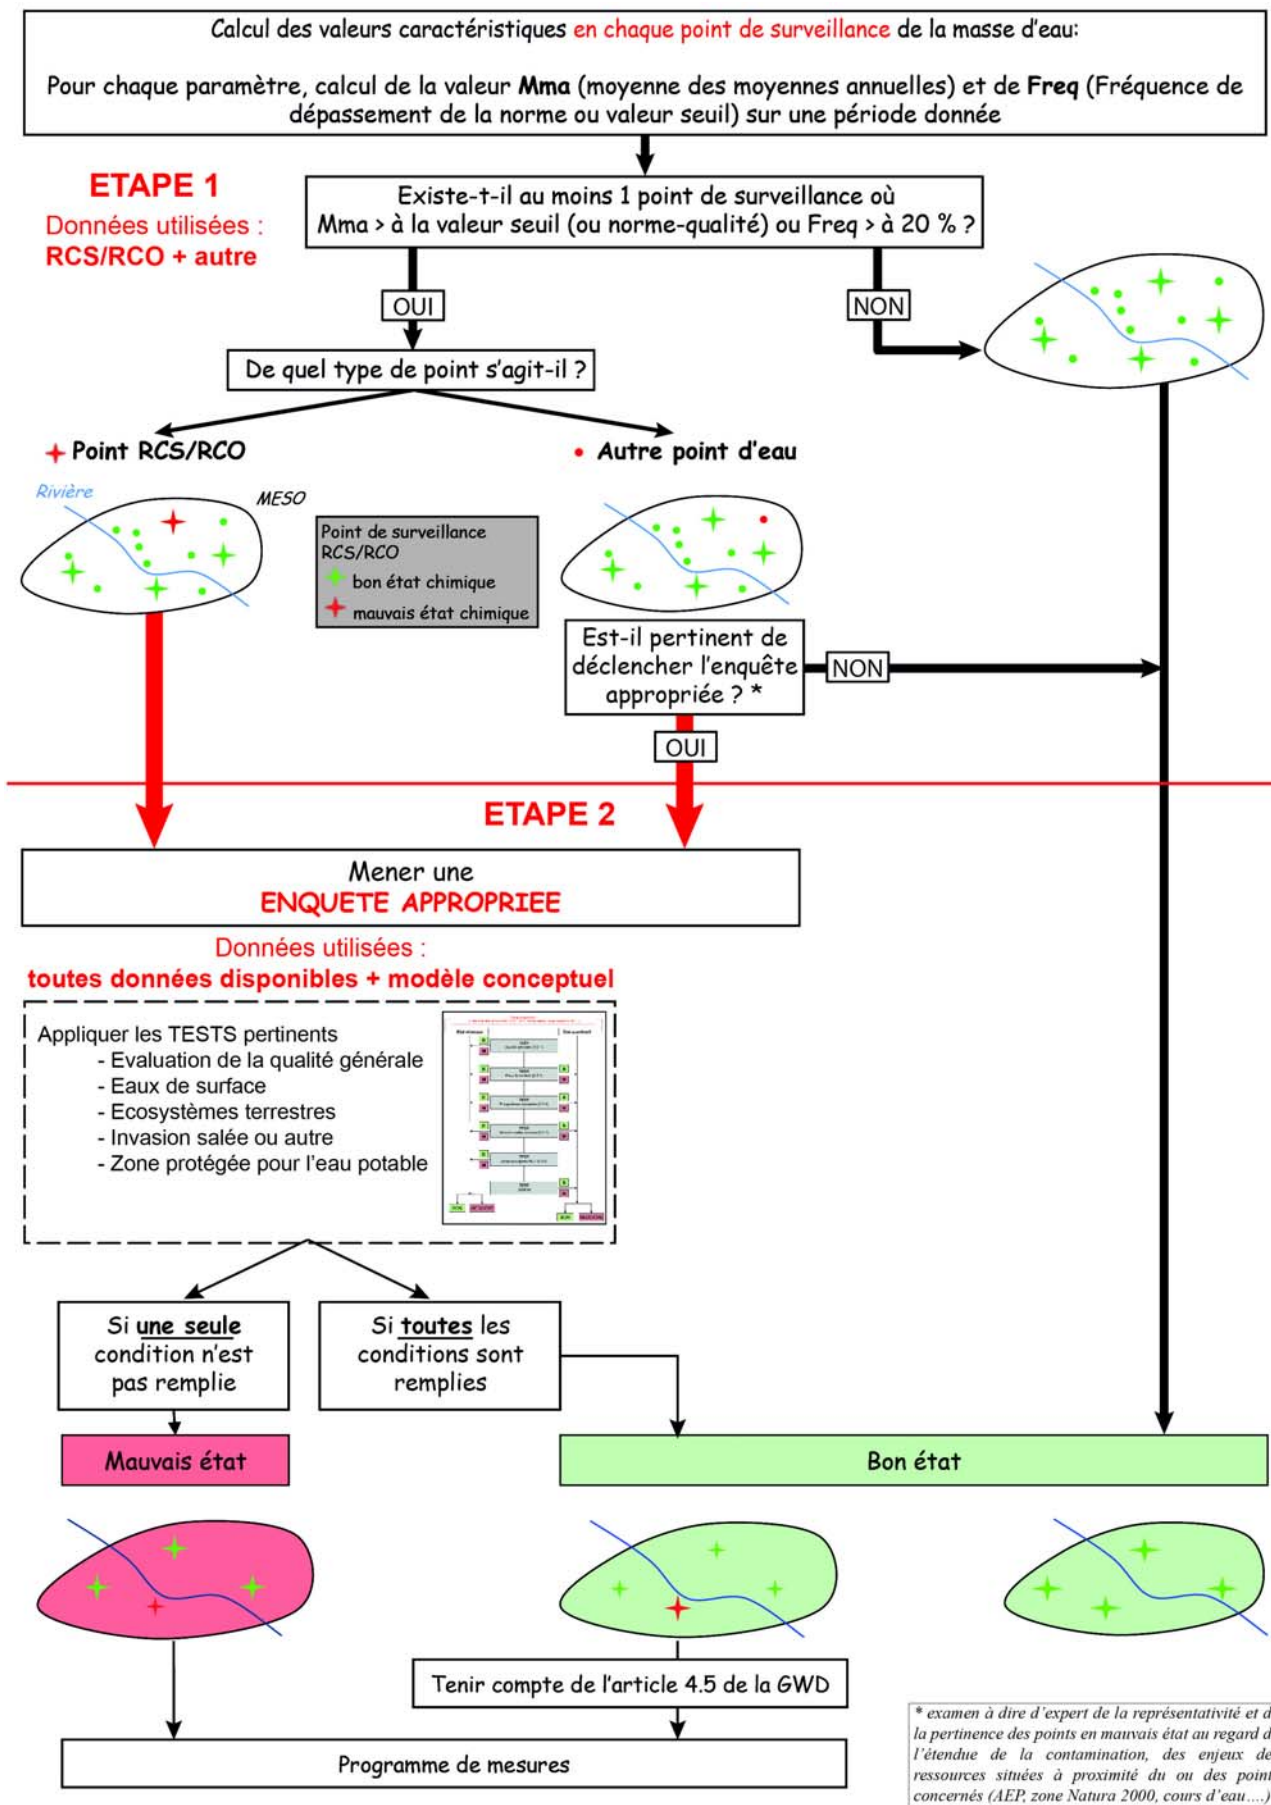 Calcul des valeurs caractéristiques en chaque point de surveillance de la masse d'eau:
Pour chaque paramètre, calcul de la valeur Mma (moyenne des moyennes annuelles) et de Freq (Fréquence de
dépassement de la norme ou valeur seuil) sur une période donnée
ETAPE 1
Données utilisées :
RCS/RCO + autre
Existe-t-il au moins 1 point de surveillance où
Mma > à la valeur seuil (ou norme-qualité) ou Freq > à 20 % ?
OUI
NON
De quel type de point s'agit-il ?
Point RCS/RCO
Autre point d'eau
Rivière
MESO
Point de surveillance
RCS/RCO
bon état chimique
mauvais état chimique
Est-il pertinent de
déclencher l'enquête
appropriée ? *
NON
OUI
ETAPE 2
Mener une
ENQUETE APPROPRIEE
Données utilisées :
toutes données disponibles + modèle conceptuel
Appliquer les TESTS pertinents
- Evaluation de la qualité générale
- Eaux de surface
- Ecosystèmes terrestres
- Invasion salée ou autre
- Zone protégée pour l'eau potable
Si une seule
condition n'est
pas remplie
Si toutes les
conditions sont
remplies
Mauvais état
Bon état
Tenir compte de l'article 4.5 de la GWD
Programme de mesures
* examen à dire d'expert de la représentativité et d
la pertinence des points en mauvais état au regard d
l'étendue de la contamination, des enjeux de
ressources situées à proximité du ou des point
concernés (AEP, zone Natura 2000, cours d'eau....)